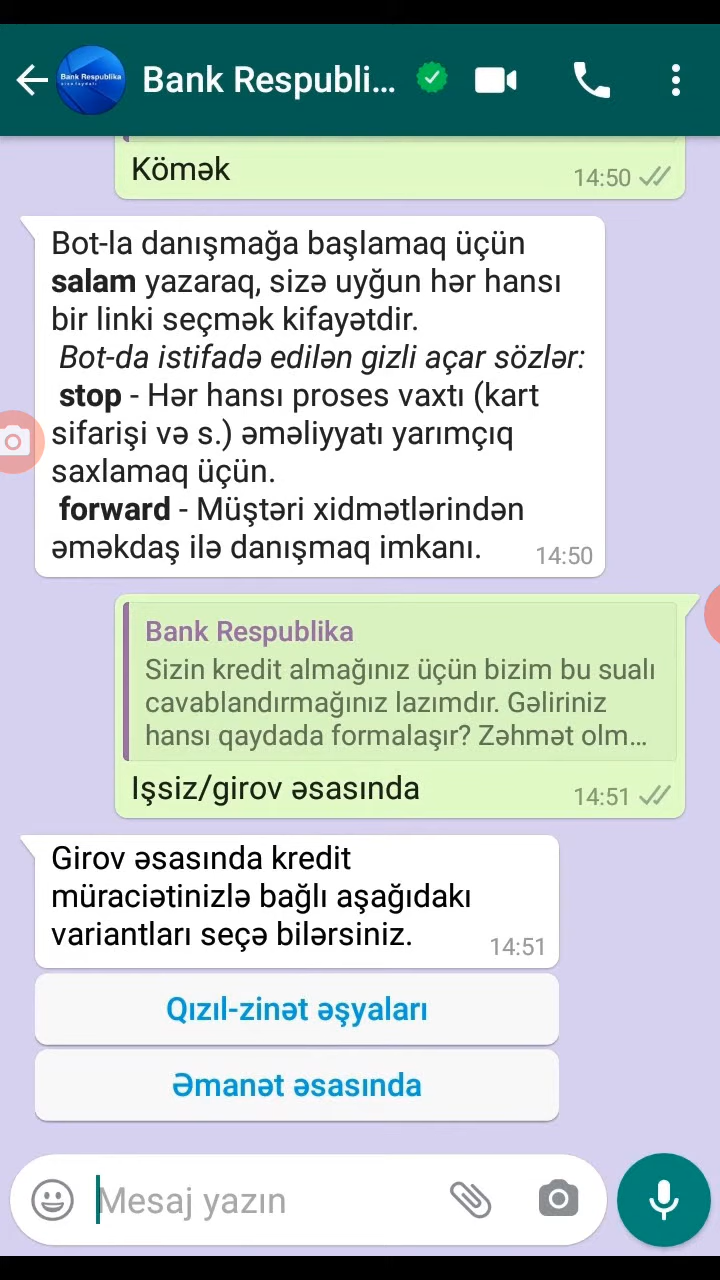 Bank Respublika
Bank Respubli...
Kömək
14:50
Bot-la danışmağa başlamaq üçün
salam yazaraq, sizə uyğun hər hansı
bir linki seçmək kifayətdir.
Bot-da istifadə edilən gizli açar sözlər:
stop - Hər hansı proses vaxtı (kart
sifarişi və s.) əməliyyatı yarımçıq
saxlamaq üçün.
forward - Müştəri xidmətlərindən
əməkdaş ilə danışmaq imkanı.
14:50
Bank Respublika
Sizin kredit almağınız üçün bizim bu sualı
cavablandırmağınız lazımdır. Gəliriniz
hansı qaydada formalaşır? Zəhmət olm...
Işsiz/girov əsasında
14:51
Girov əsasında kredit
müraciətinizlə bağlı aşağıdakı
variantları seçə bilərsiniz.
14:51
Qızıl-zinət əşyaları
Əmanət əsasında
Mesaj yazın